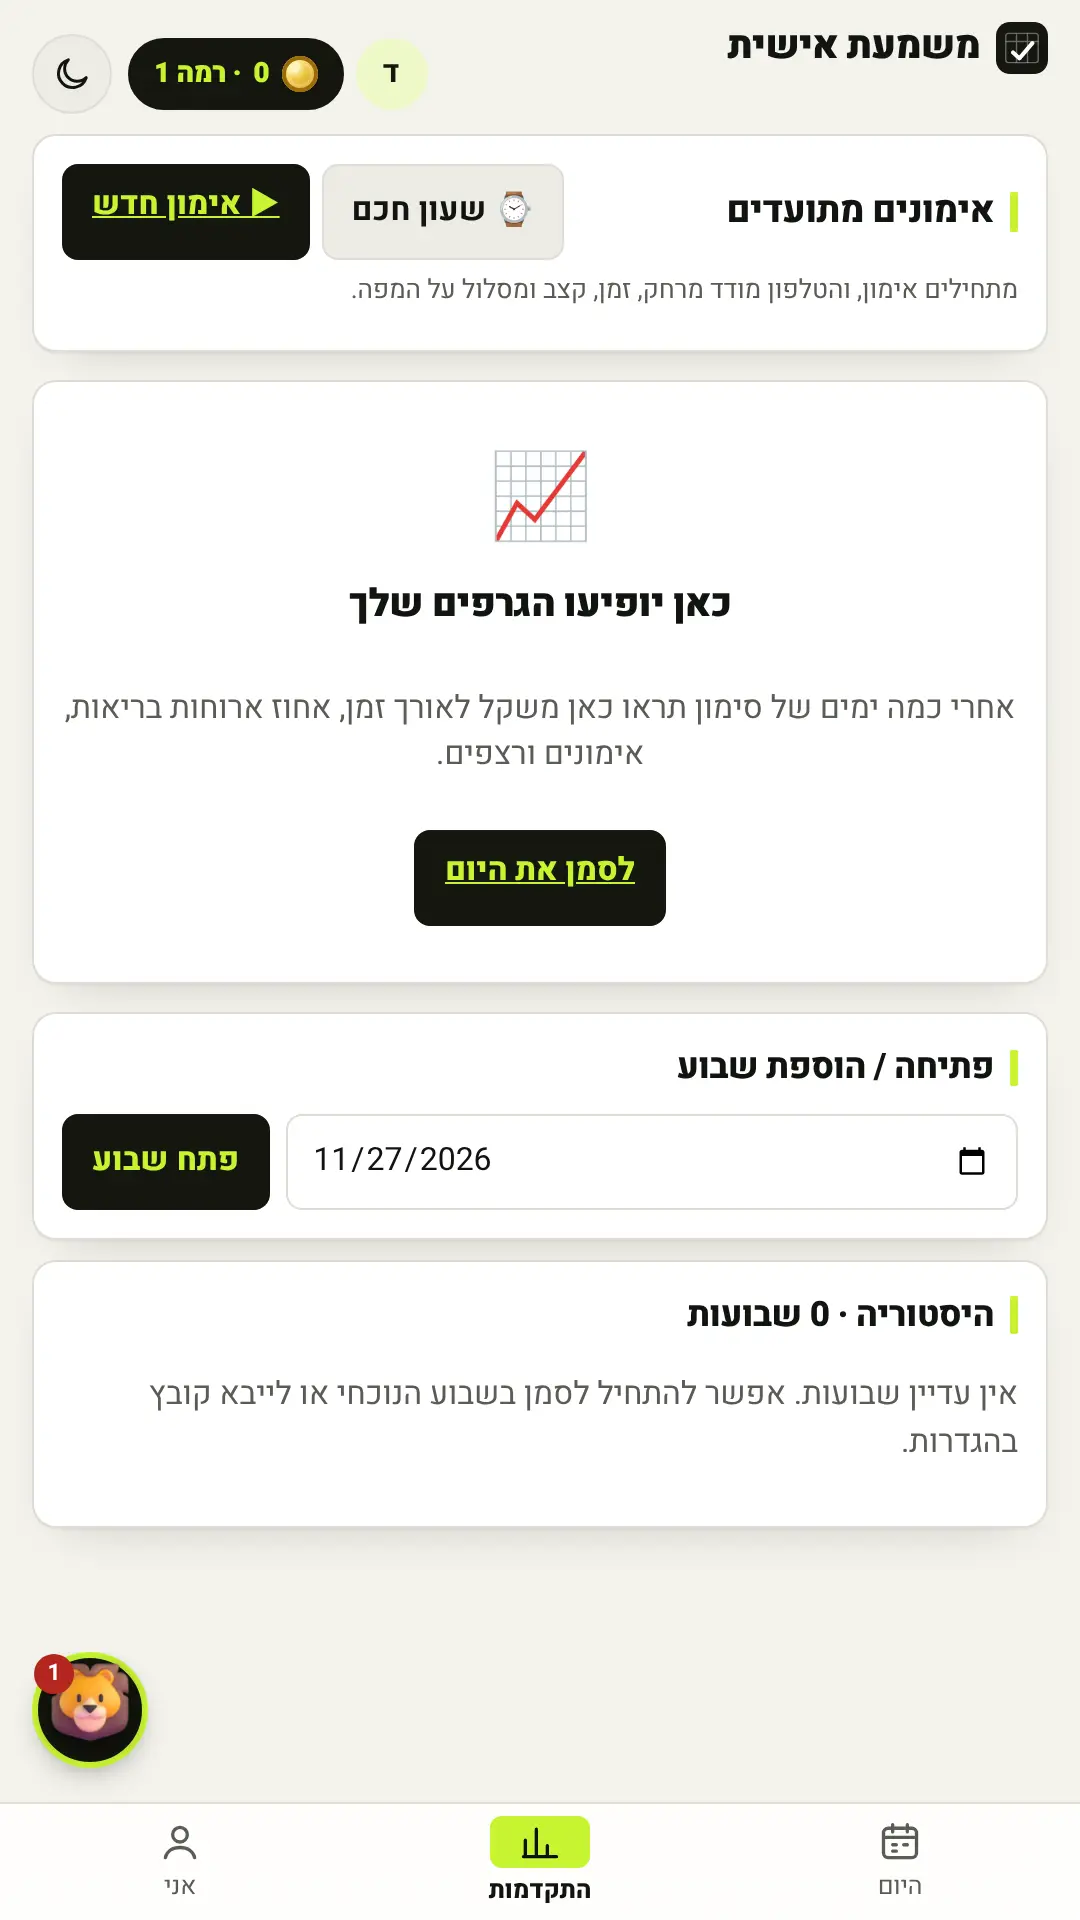 משמעת אישית
ד
0 · רמה 1
אימונים מתועדים
⌚ שעון חכם
▶ אימון חדש
מתחילים אימון, והטלפון מודד מרחק, זמן, קצב ומסלול על המפה.
כאן יופיעו הגרפים שלך
אחרי כמה ימים של סימון תראו כאן משקל לאורך זמן, אחוז ארוחות בריאות,
אימונים ורצפים.
לסמן את היום
פתיחה / הוספת שבוע
11/27/2026
פתח שבוע
היסטוריה · 0 שבועות
אין עדיין שבועות. אפשר להתחיל לסמן בשבוע הנוכחי או לייבא קובץ
בהגדרות.
1
היום
התקדמות
אני